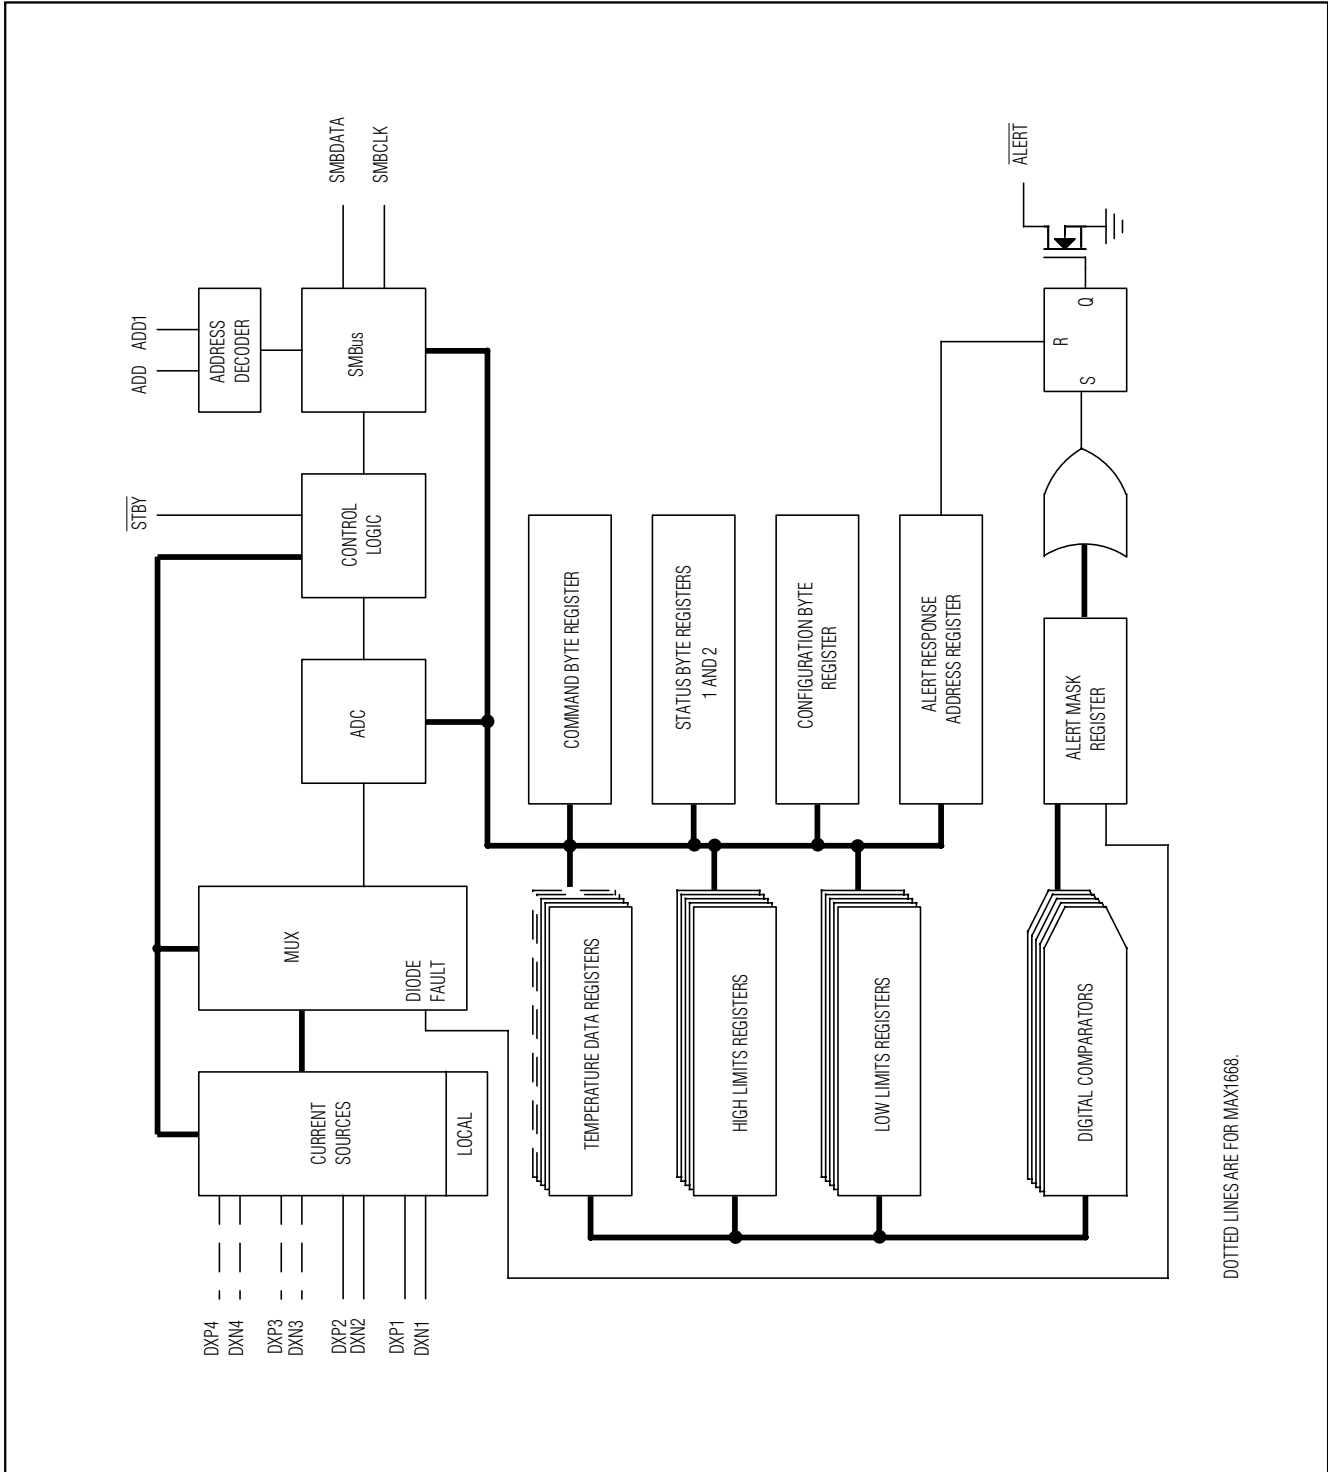 DXP4
DXN4
DXP3
DXN3
DXP2
DXN2
DXP1
DXN1
CURRENT
SOURCES
LOCAL
MUX
DIODE
FAULT
ADC
CONTROL
LOGIC
STBY
SMBus
ADDRESS
DECODER
ADD ADD1
SMBDATA
SMBCLK
TEMPERATURE DATA REGISTERS
HIGH LIMITS REGISTERS
LOW LIMITS REGISTERS
DIGITAL COMPARATORS
COMMAND BYTE REGISTER
STATUS BYTE REGISTERS
1 AND 2
CONFIGURATION BYTE
REGISTER
ALERT RESPONSE
ADDRESS REGISTER
ALERT MASK
REGISTER
S
R
Q
ALERT
DOTTED LINES ARE FOR MAX1668.